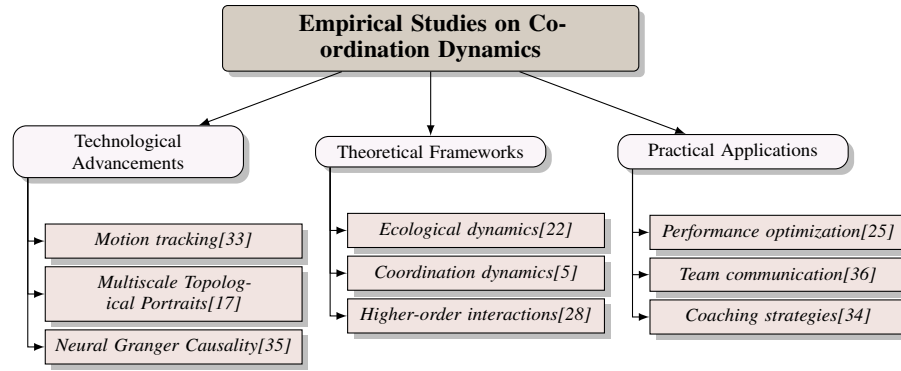 Empirical Studies on Co-
ordination Dynamics
Technological
Advancements
Motion tracking[33]
Multiscale Topolog-
ical Portraits[17]
Neural Granger Causality[35]
Theoretical Frameworks
Ecological dynamics[22]
Coordination dynamics[5]
Higher-order interactions[28]
Practical Applications
Performance optimization[25]
Team communication[36]
Coaching strategies[34]